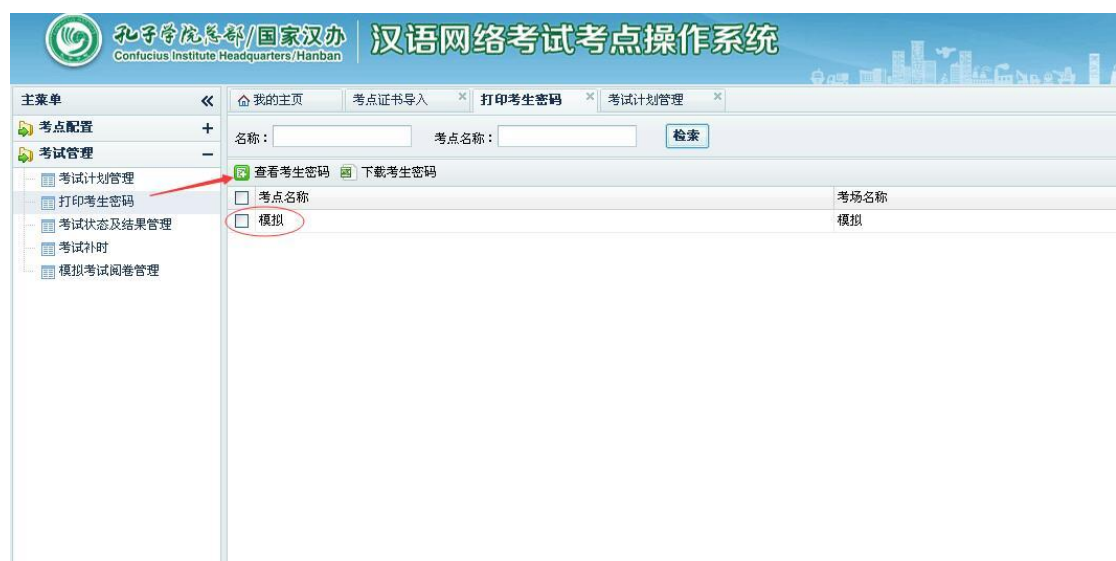 孔子学院总部/国家汉办
Confucius Institute Headquarters/Hanban
汉语网络考试考点操作系统
主菜单
我的主页 考点证书导入 打印考生密码 考试计划管理
考点配置
名称： 考点名称： 检索
考试管理
考试计划管理
查看考生密码 下载考生密码
打印考生密码
考点名称 考场名称
考试状态及结果管理
模拟 模拟
考试补时
模拟考试阅卷管理